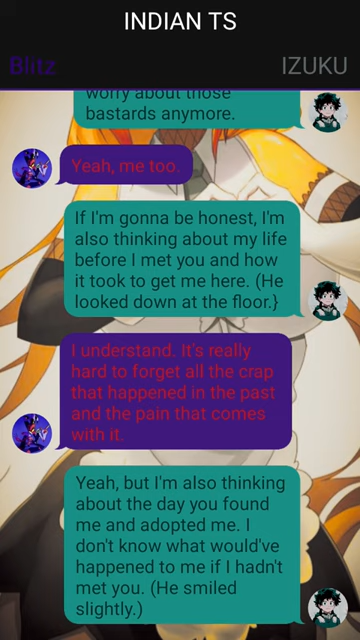 INDIAN TS
Blitz
IZUKU
worry about those
bastards anymore.
Yeah, me too.
If I'm gonna be honest, I'm
also thinking about my life
before I met you and how
it took to get me here. (He
looked down at the floor.}
I understand. It's really
hard to forget all the crap
that happened in the past
and the pain that comes
with it.
Yeah, but I'm also thinking
about the day you found
me and adopted me. I
don't know what would've
happened to me if I hadn't
met you. (He smiled
slightly.)